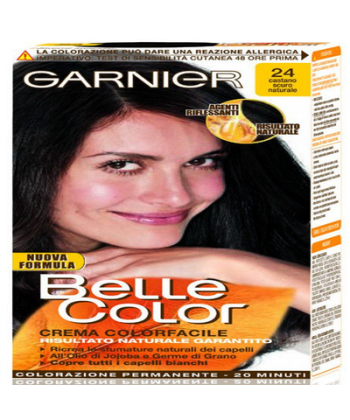 LA COLORAZIONE PUÒ DARE UNA REAZIONE ALLERGICA
IMPERATIVO: TEST DI SENSIBILITÀ CUTANEA 48 ORE PRIMA
GARNIER
24
castano
scuro
naturale
AGENTI
RIFLESSANTI
RISULTATO
NATURALE
NUOVA
FORMULA
Belle
Color
CREMA COLORFACILE
RISULTATO NATURALE GARANTITO
Ricrea le sfumature naturali dei capelli
All'Olio di Jojoba e Germe di Grano
Copre tutti i capelli bianchi
COLORAZIONE PERMANENTE - 20 MINUTI